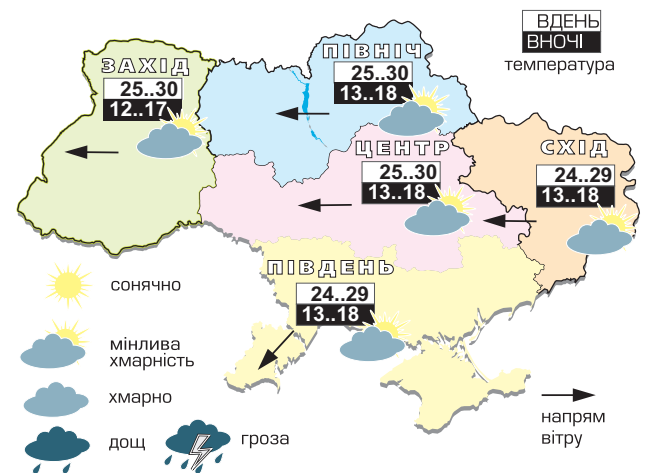 ВДЕНЬ
ВНОЧІ
температура
ПІВНІЧ
25..30
13..18
ЗАХІД
25..30
12..17
ЦЕНТР
25..30
13..18
СХІД
24..29
13..18
ПІВДЕНЬ
24..29
13..18
сонячно
мінлива
хмарність
хмарно
дощ
гроза
напрям
вітру